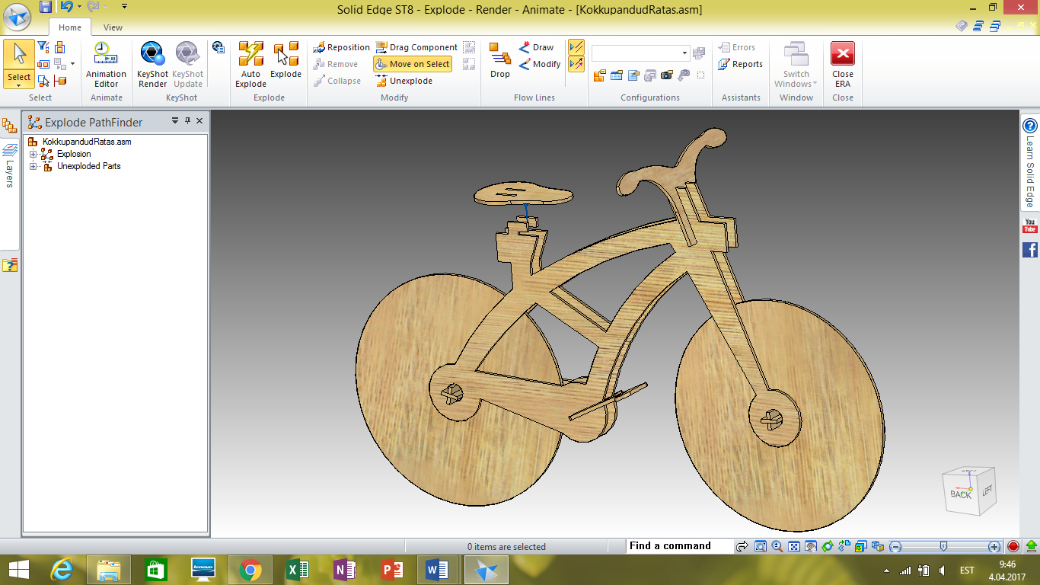 Solid Edge ST8 - Explode - Render - Animate - [KokkupandudRatas.asm]
Home View
Select
Select
Animation Editor
Animate
KeyShot Render
KeyShot Update
KeyShot
Auto Explode
Explode
Explode
Reposition
Remove
Collapse
Drag Component
Move on Select
Unexplode
Modify
Drop
Draw
Modify
Flow Lines
Configurations
Errors
Reports
Assistants
Switch Windows
Window
Close ERA
Close
Explode PathFinder
KokkupandudRatas.asm
Explosion
Unexploded Parts
Layers
Learn Solid Edge
You Tube
BACK
LEFT
0 items are selected
Find a command
EST
9:46
4.04.2017